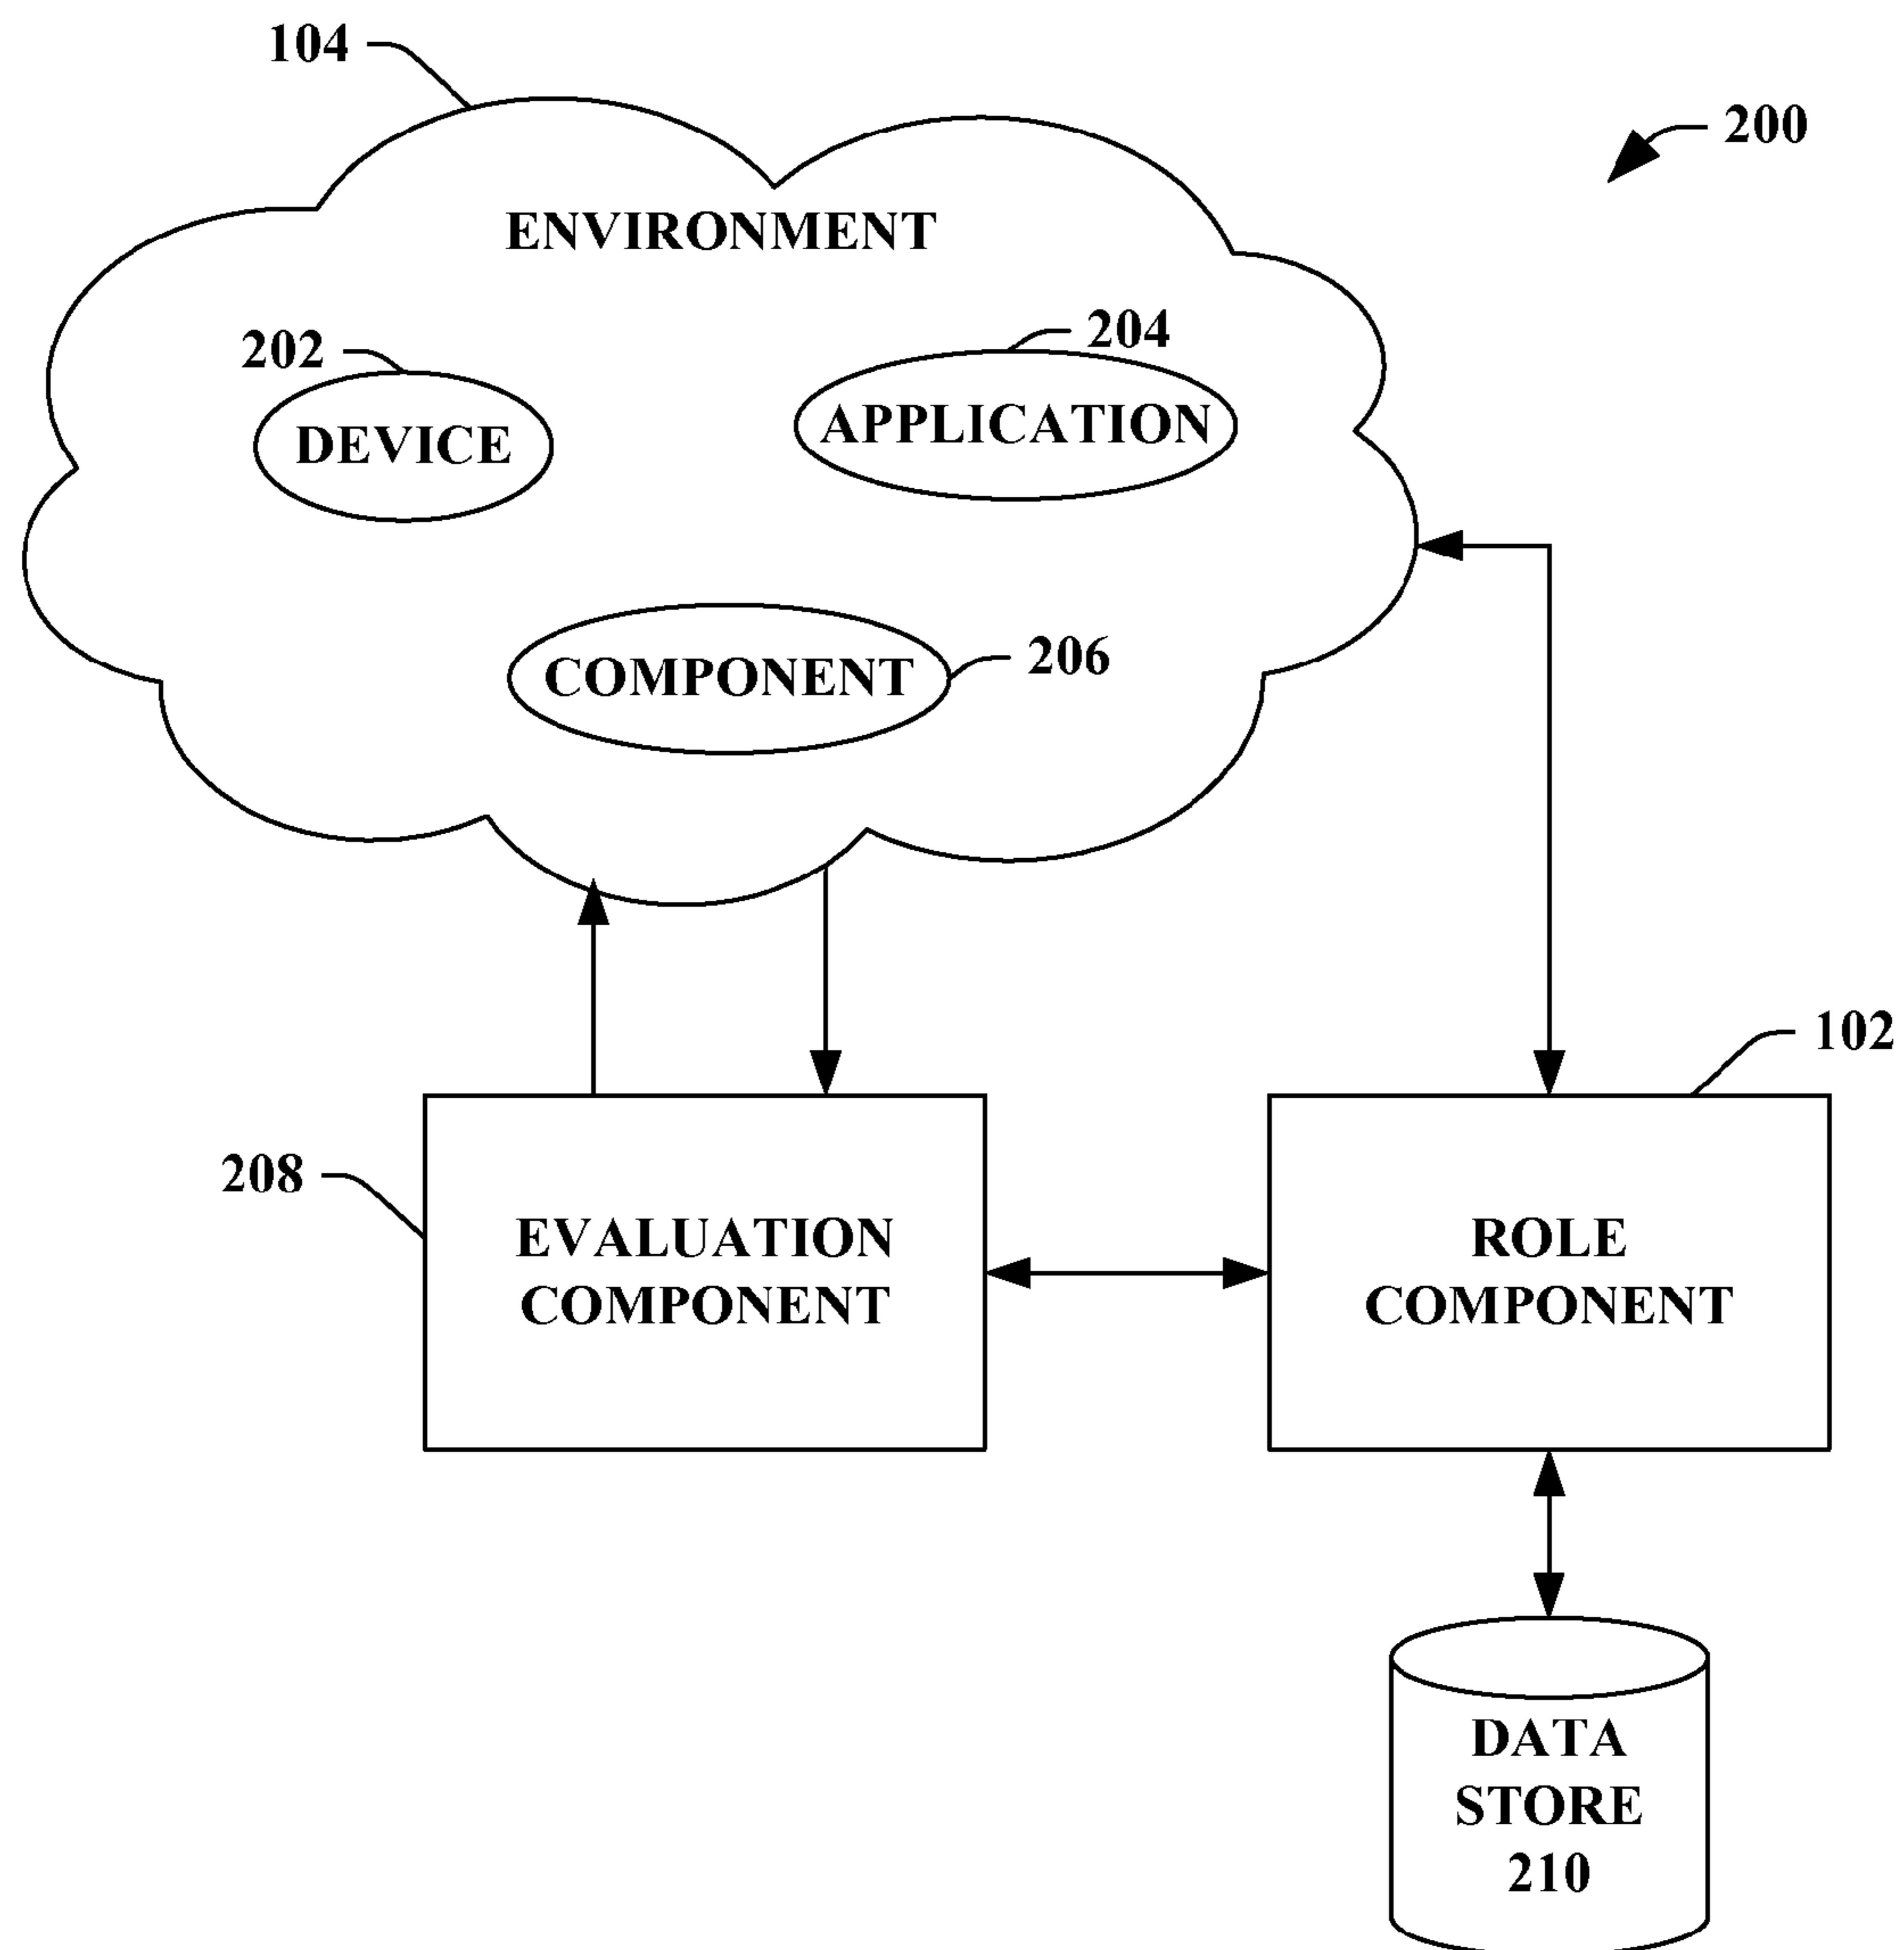 104
200
ENVIRONMENT
202
204
DEVICE
APPLICATION
COMPONENT
206
102
208
EVALUATION
COMPONENT
ROLE
COMPONENT
DATA
STORE
210